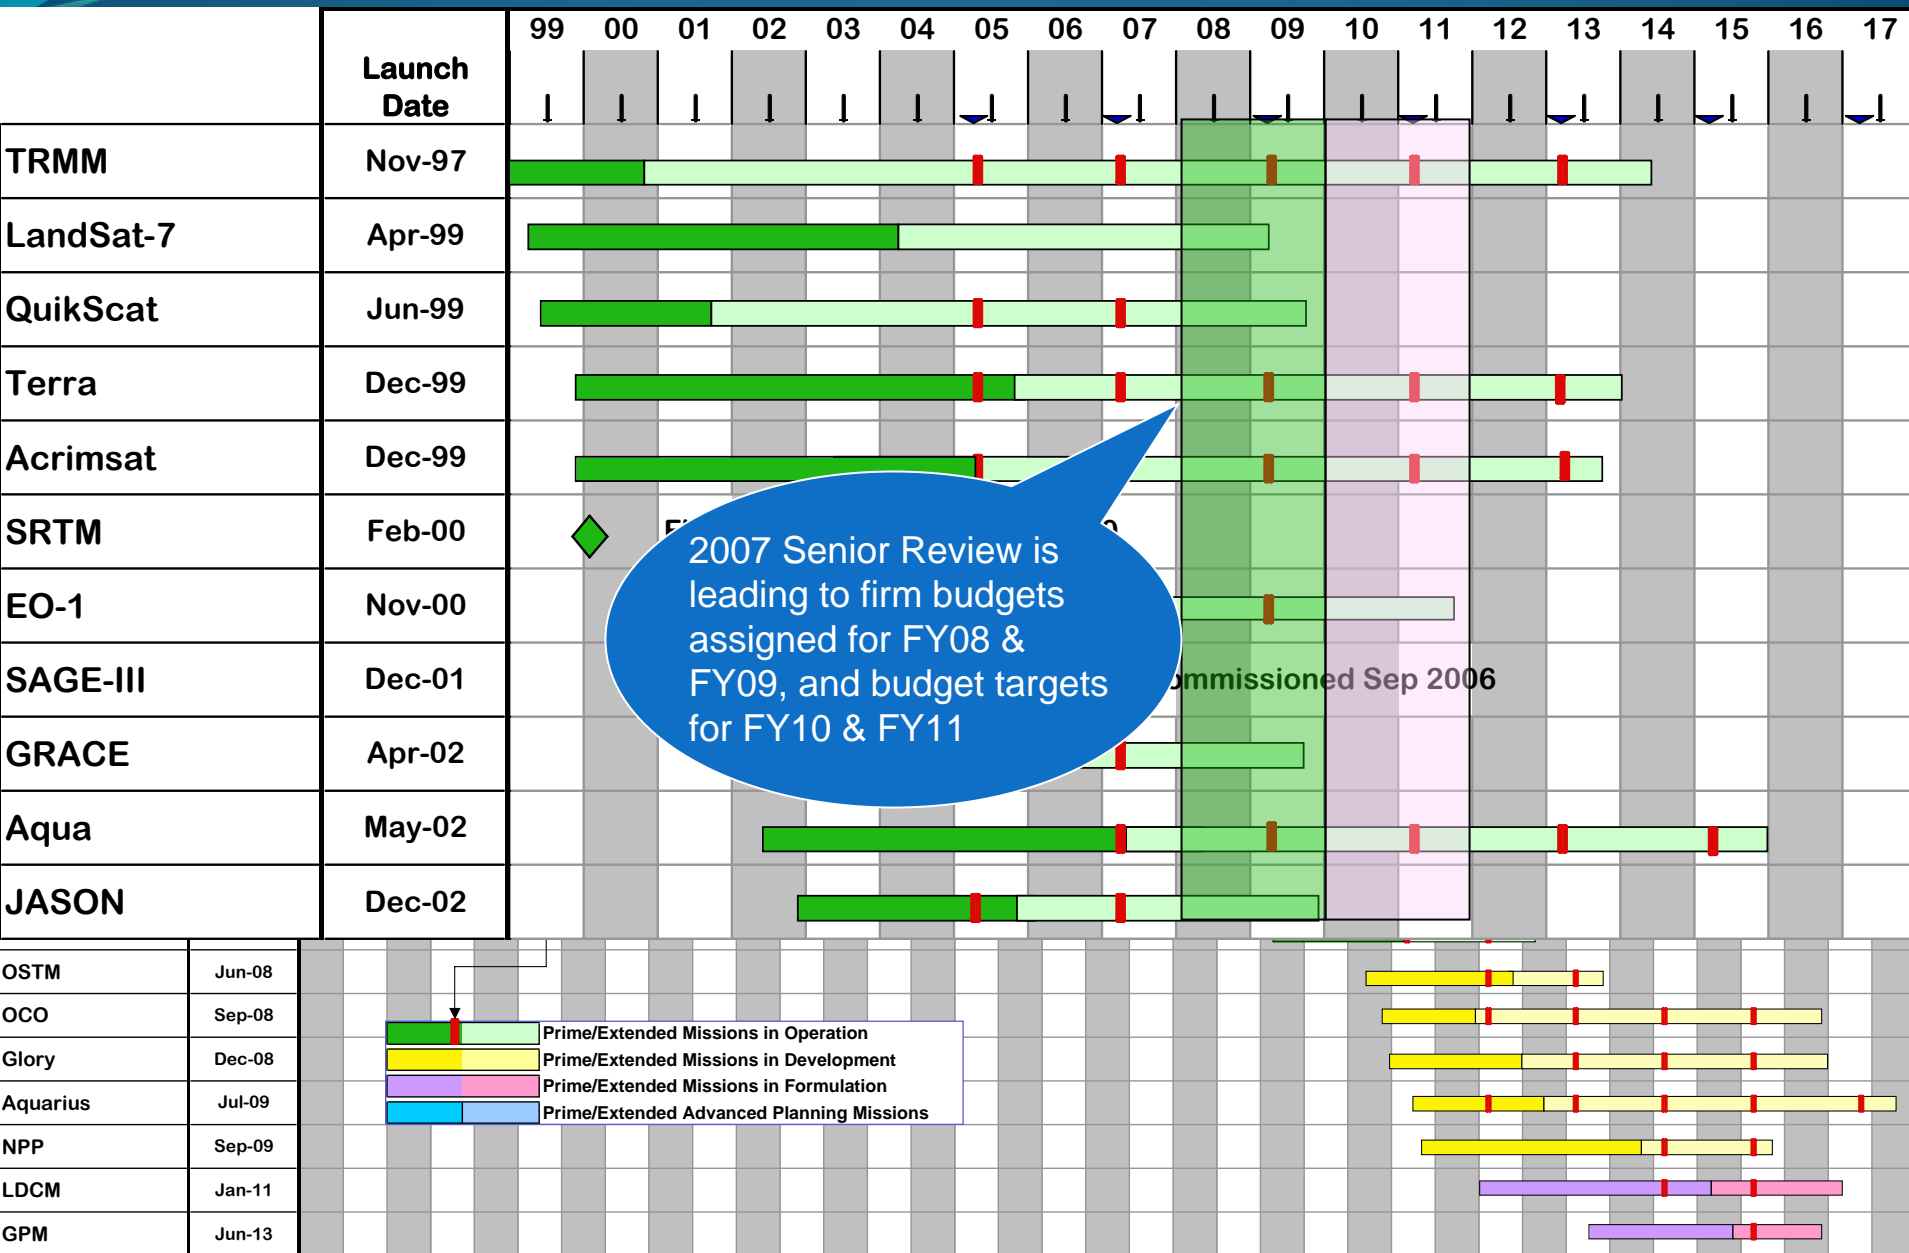 99 00 01 02 03 04 05 06 07 08 09 10 11 12 13 14 15 16 17
Launch
Date
TRMM Nov-97
LandSat-7 Apr-99
QuikScat Jun-99
Terra Dec-99
Acrimsat Dec-99
SRTM Feb-00
EO-1 Nov-00
SAGE-III Dec-01 Sep 2006
GRACE Apr-02
Aqua May-02
JASON Dec-02
2007 Senior Review is
leading to firm budgets
assigned for FY08 &
FY09, and budget targets
for FY10 & FY11
OSTM Jun-08
OCO Sep-08
Glory Dec-08
Aquarius Jul-09
NPP Sep-09
LDCM Jan-11
GPM Jun-13
Prime/Extended Missions in Operation
Prime/Extended Missions in Development
Prime/Extended Missions in Formulation
Prime/Extended Advanced Planning Missions